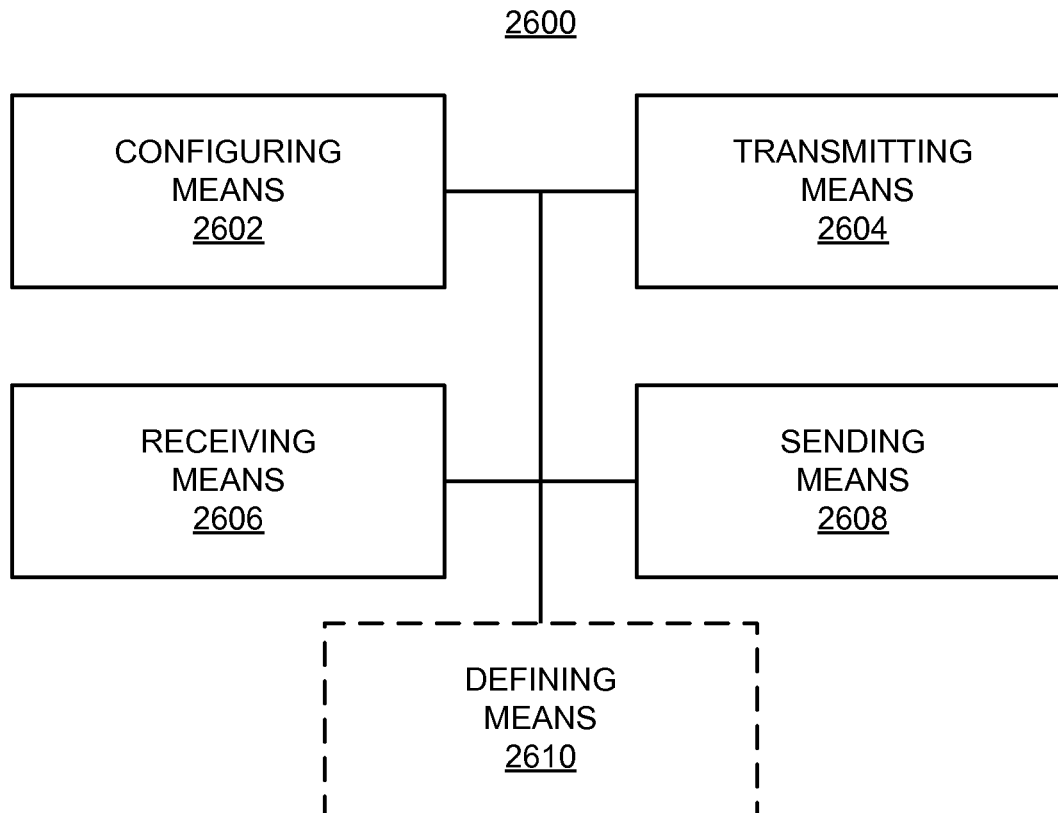 2600
CONFIGURING
MEANS
2602
TRANSMITTING
MEANS
2604
RECEIVING
MEANS
2606
SENDING
MEANS
2608
DEFINING
MEANS
2610